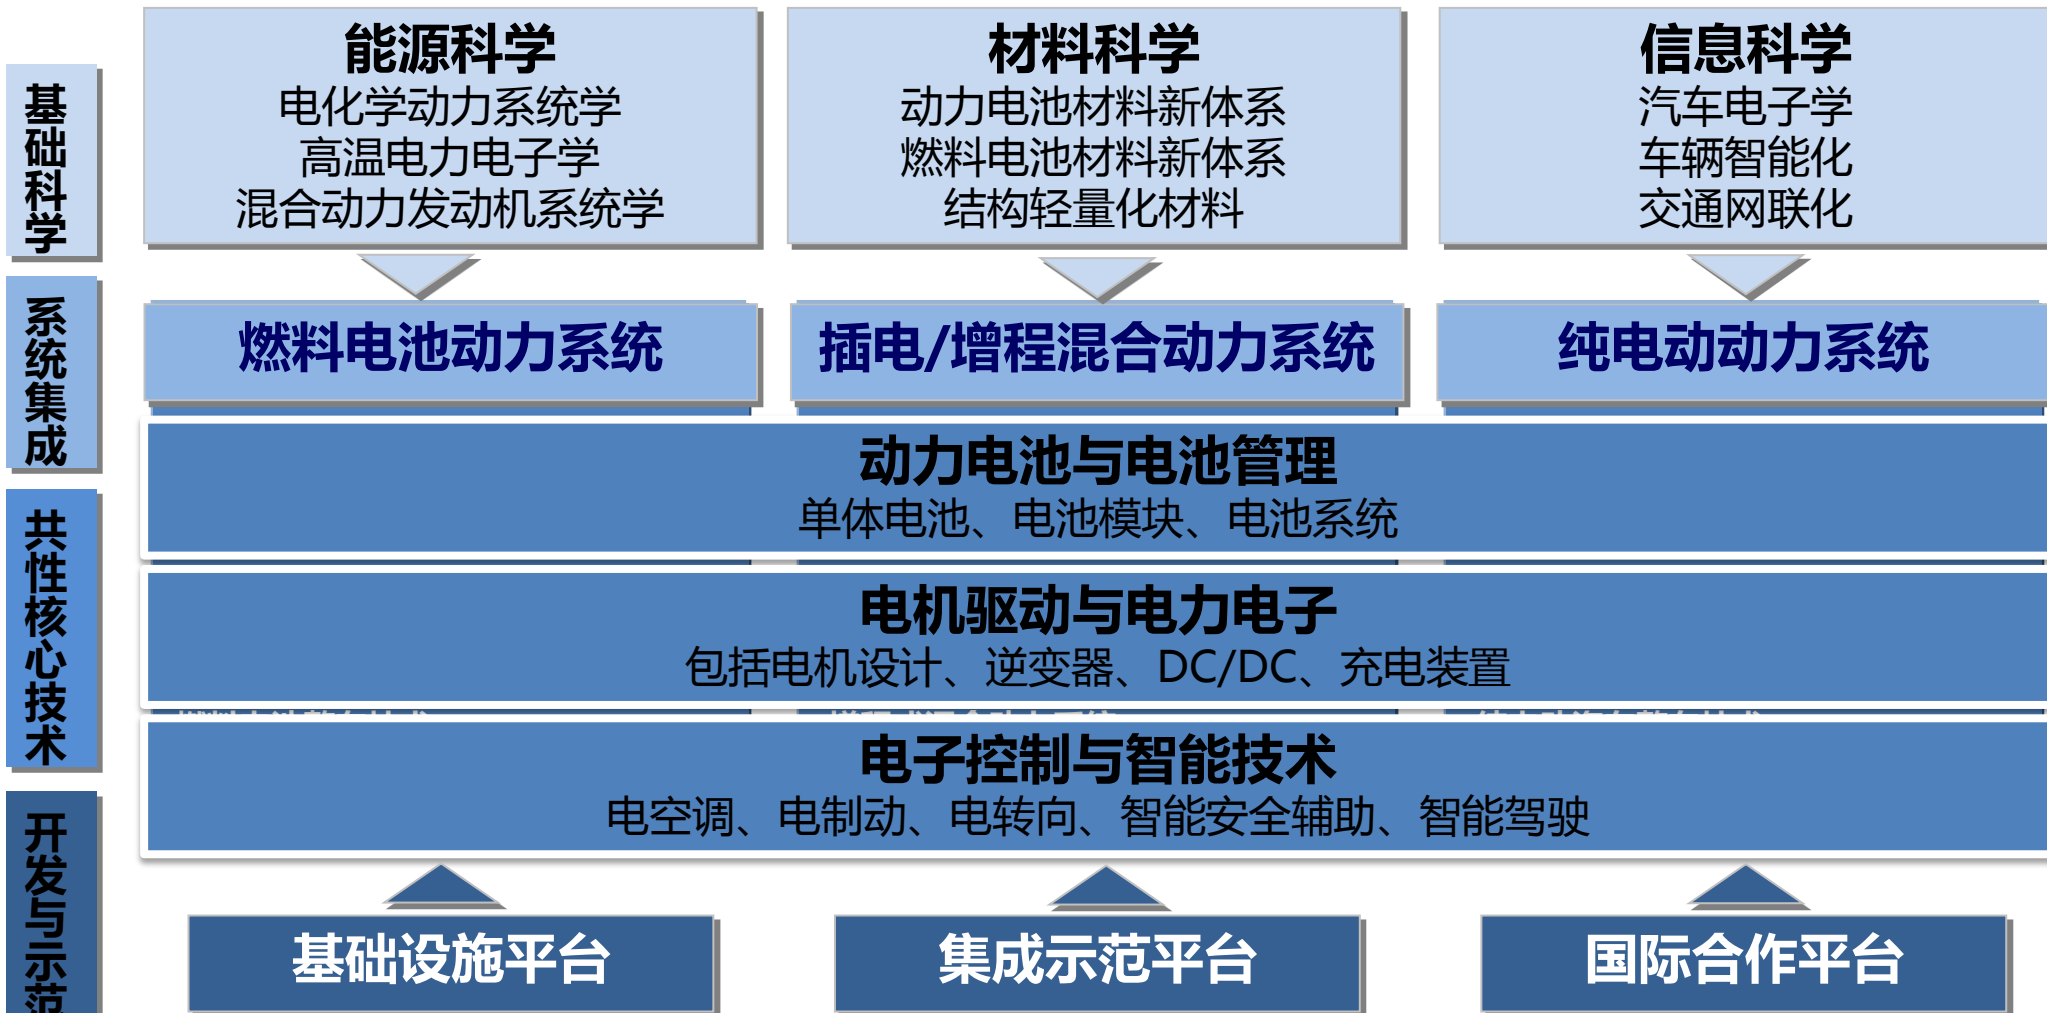 基础科学
能源科学
电化学动力系统学
高温电力电子学
混合动力发动机系统学
材料科学
动力电池材料新体系
燃料电池材料新体系
结构轻量化材料
信息科学
汽车电子学
车辆智能化
交通网联化
系统集成
燃料电池动力系统
插电/增程混合动力系统
纯电动动力系统
共性核心技术
动力电池与电池管理
单体电池、电池模块、电池系统
电机驱动与电力电子
包括电机设计、逆变器、DC/DC、充电装置
电子控制与智能技术
电空调、电制动、电转向、智能安全辅助、智能驾驶
开发与示范
基础设施平台
集成示范平台
国际合作平台